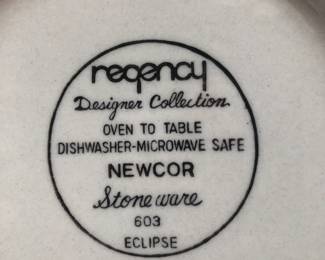 regency
Designer Collection
OVEN TO TABLE
DISHWASHER-MICROWAVE SAFE
NEWCOR
Stoneware
603
ECLIPSE